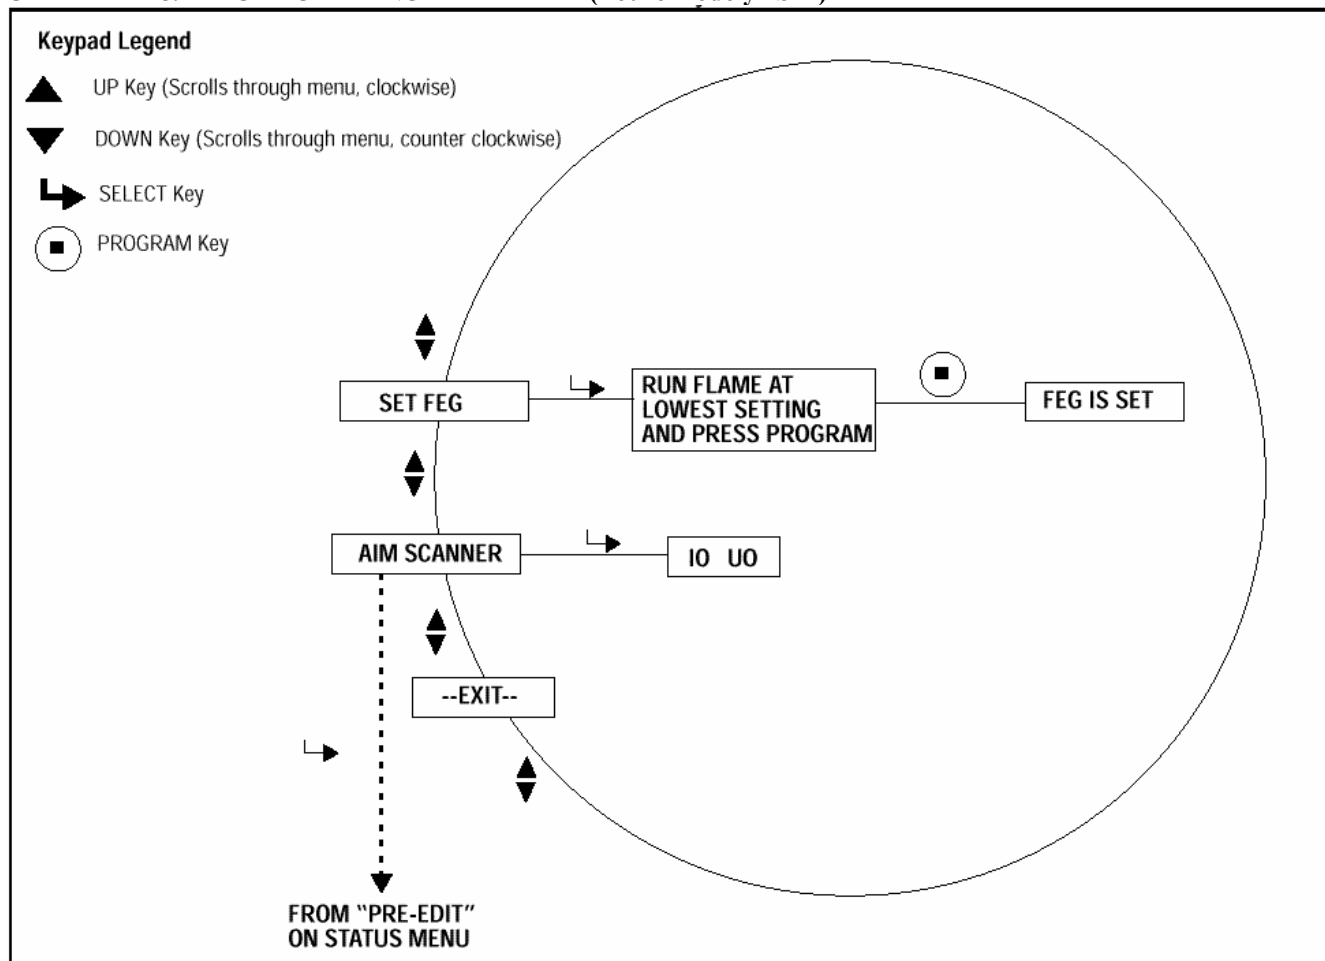 Keypad Legend
UP Key (Scrolls through menu, clockwise)
DOWN Key (Scrolls through menu, counter clockwise)
SELECT Key
PROGRAM Key
SET FEG
RUN FLAME AT
LOWEST SETTING
AND PRESS PROGRAM
FEG IS SET
AIM SCANNER
IO UO
--EXIT--
FROM "PRE-EDIT"
ON STATUS MENU